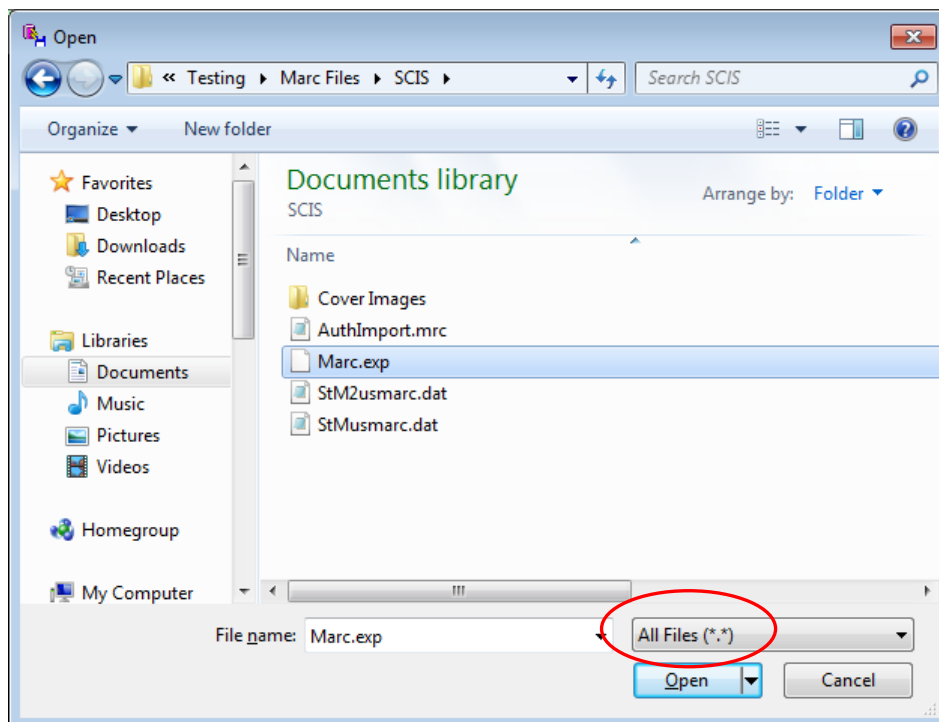 Open
« Testing ▸ Marc Files ▸ SCIS ▸ Search SCIS
Organize New folder
Favorites
Desktop
Downloads
Recent Places
Libraries
Documents
Music
Pictures
Videos
Homegroup
My Computer
Documents library
SCIS
Arrange by: Folder
Name
Cover Images
AuthImport.mrc
Marc.exp
StM2usmarc.dat
StMusmarc.dat
File name: Marc.exp All Files (*.*)
Open Cancel